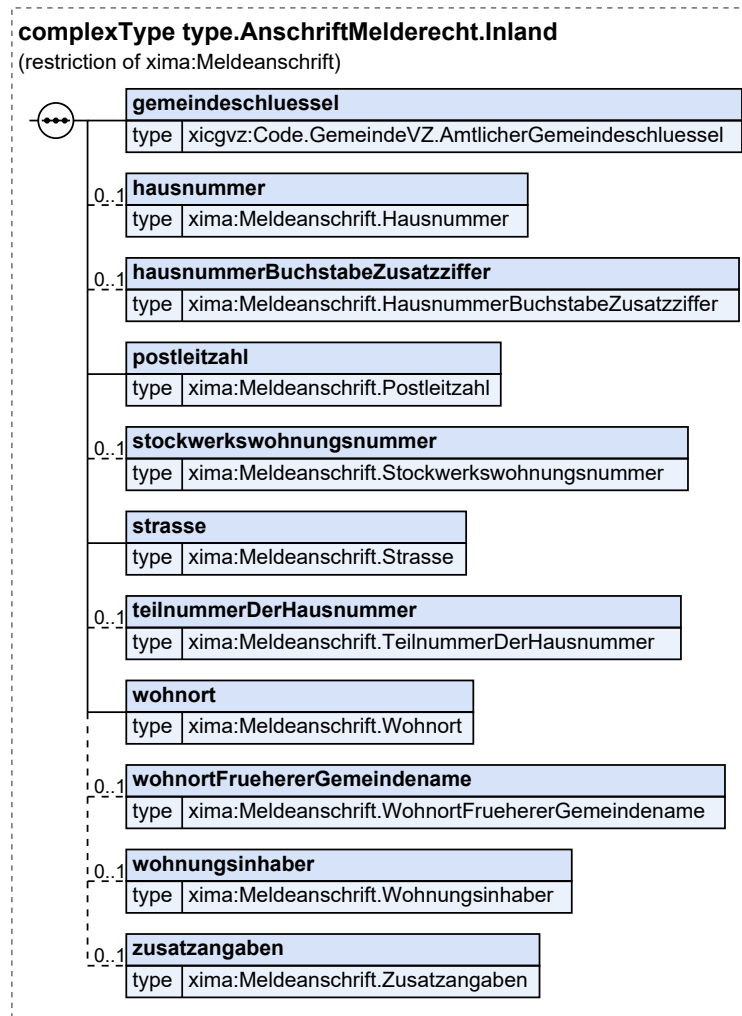 complexType type.AnschriftMelderecht.Inland
(restriction of xima:Meldeanschrift)
gemeindeschluessel
type xicgvz:Code.GemeindeVZ.AmtlicherGemeindeschluessel
0..1 hausnummer
type xima:Meldeanschrift.Hausnummer
0..1 hausnummerBuchstabeZusatzziffer
type xima:Meldeanschrift.HausnummerBuchstabeZusatzziffer
postleitzahl
type xima:Meldeanschrift.Postleitzahl
0..1 stockwerkswohnungsnummer
type xima:Meldeanschrift.Stockwerkswohnungsnummer
strasse
type xima:Meldeanschrift.Strasse
0..1 teilnummerDerHausnummer
type xima:Meldeanschrift.TeilnummerDerHausnummer
wohnort
type xima:Meldeanschrift.Wohnort
0..1 wohnortFruehererGemeindename
type xima:Meldeanschrift.WohnortFruehererGemeindename
0..1 wohnungsinhaber
type xima:Meldeanschrift.Wohnungsinhaber
0..1 zusatzangaben
type xima:Meldeanschrift.Zusatzangaben